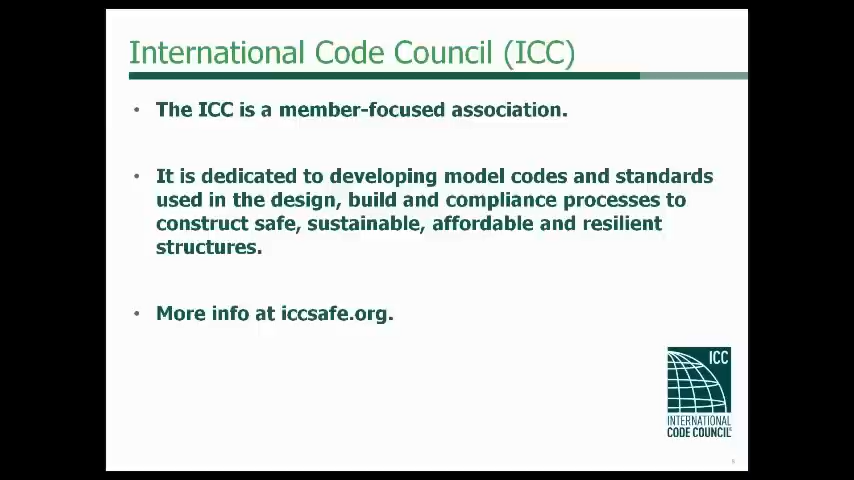 International Code Council (ICC)
• The ICC is a member-focused association.
• It is dedicated to developing model codes and standards
used in the design, build and compliance processes to
construct safe, sustainable, affordable and resilient
structures.
• More info at iccsafe.org.
ICC
INTERNATIONAL
CODE COUNCIL®